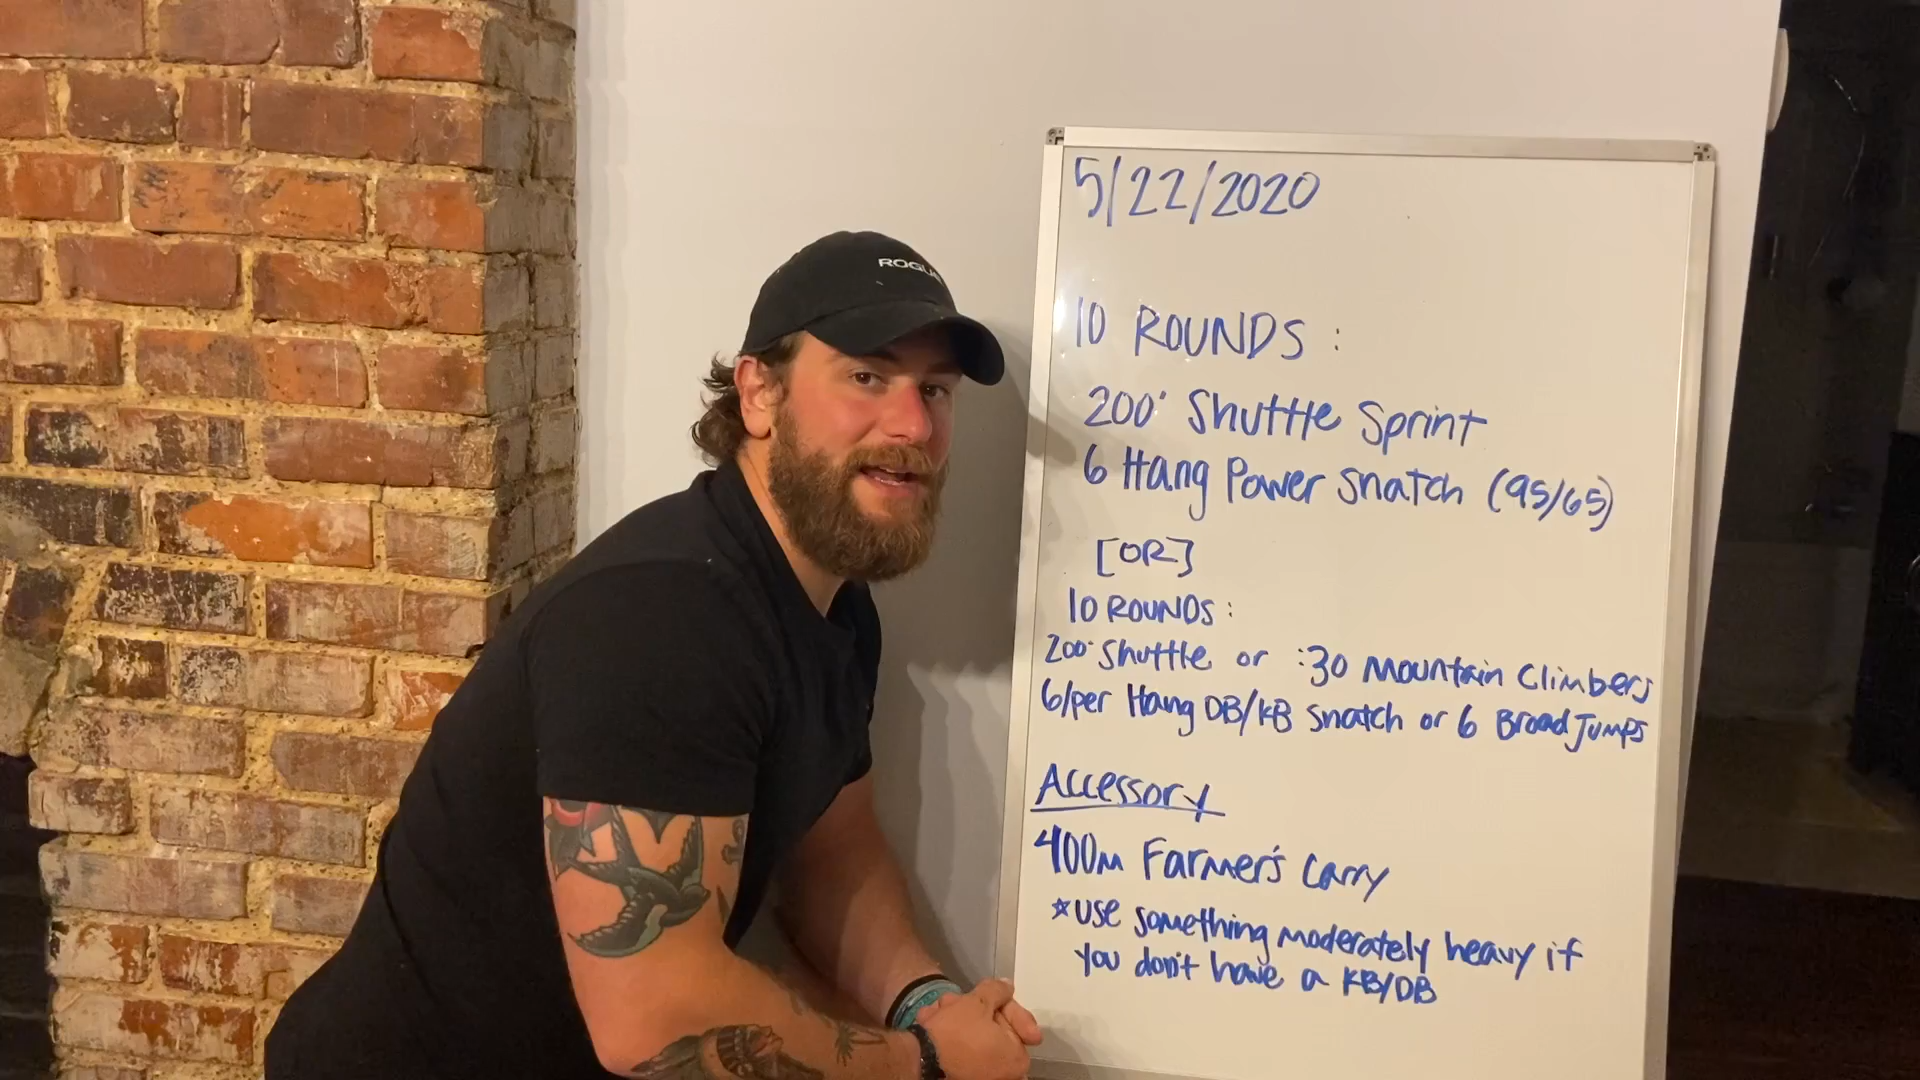 ROGUE
5/22/2020
10 ROUNDS:
200' Shuttle Sprint
6 Hang Power Snatch (95/65)
[OR]
10 ROUNDS:
200' Shuttle or :30 Mountain Climbers
6/per Hang DB/KB Snatch or 6 Broad Jumps
Accessory
400m Farmer's Carry
*use something moderately heavy if
you don't have a KB/DB